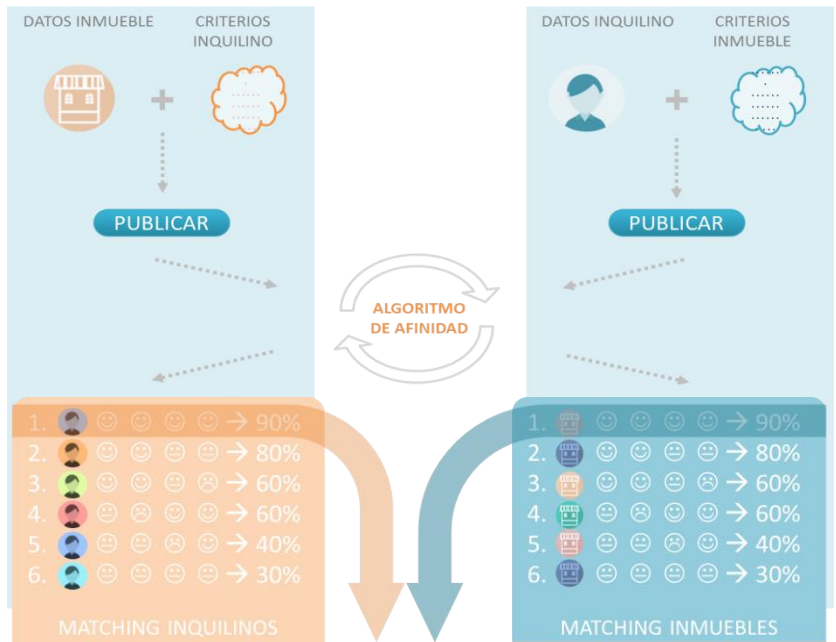 DATOS INMUEBLE
CRITERIOS
INQUILINO
PUBLICAR
DATOS INQUILINO
CRITERIOS
INMUEBLE
PUBLICAR
ALGORITMO
DE AFINIDAD
1. → 90%
2. → 80%
3. → 60%
4. → 60%
5. → 40%
6. → 30%
MATCHING INQUILINOS
1. → 90%
2. → 80%
3. → 60%
4. → 60%
5. → 40%
6. → 30%
MATCHING INMUEBLES